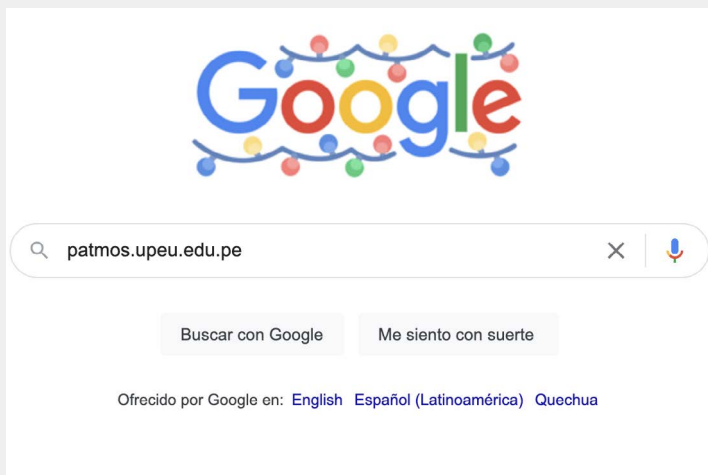 Google
patmos.upeu.edu.pe
Buscar con Google Me siento con suerte
Ofrecido por Google en: English Español (Latinoamérica) Quechua